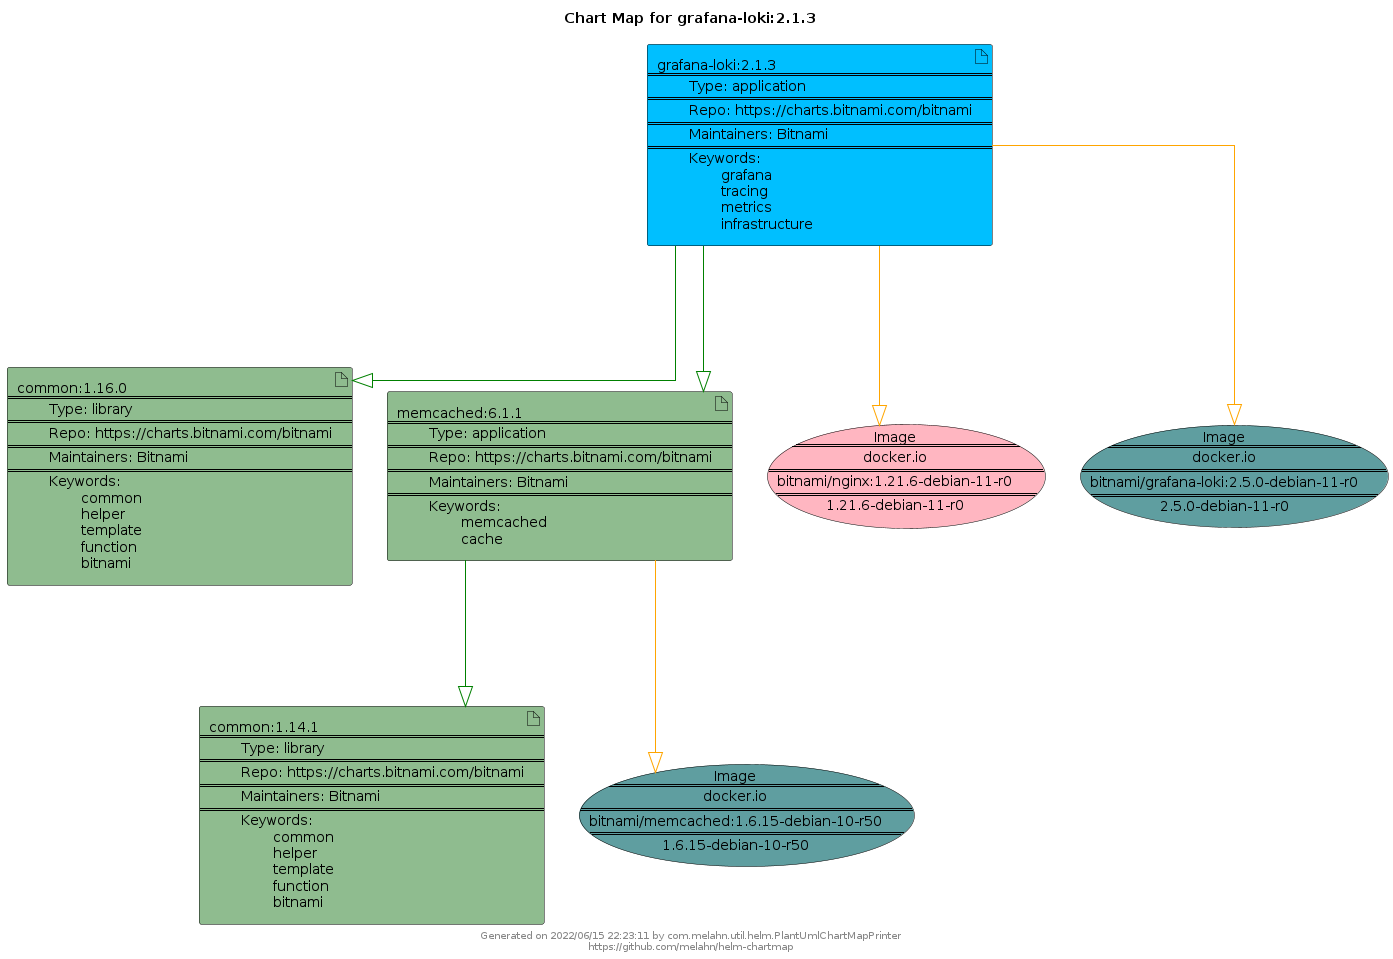 Chart Map for grafana-loki:2.1.3
grafana-loki:2.1.3
Type: application
Repo: https://charts.bitnami.com/bitnami
Maintainers: Bitnami
Keywords:
grafana
tracing
metrics
infrastructure
common:1.16.0
Type: library
Repo: https://charts.bitnami.com/bitnami
Maintainers: Bitnami
Keywords:
common
helper
template
function
bitnami
memcached:6.1.1
Type: application
Repo: https://charts.bitnami.com/bitnami
Maintainers: Bitnami
Keywords:
memcached
cache
Image
docker.io
bitnami/nginx:1.21.6-debian-11-r0
1.21.6-debian-11-r0
Image
docker.io
bitnami/grafana-loki:2.5.0-debian-11-r0
2.5.0-debian-11-r0
common:1.14.1
Type: library
Repo: https://charts.bitnami.com/bitnami
Maintainers: Bitnami
Keywords:
common
helper
template
function
bitnami
Image
docker.io
bitnami/memcached:1.6.15-debian-10-r50
1.6.15-debian-10-r50
Generated on 2022/06/15 22:23:11 by com.melahn.util.helm.PlantUmlChartMapPrinter
https://github.com/melahn/helm-chartmap